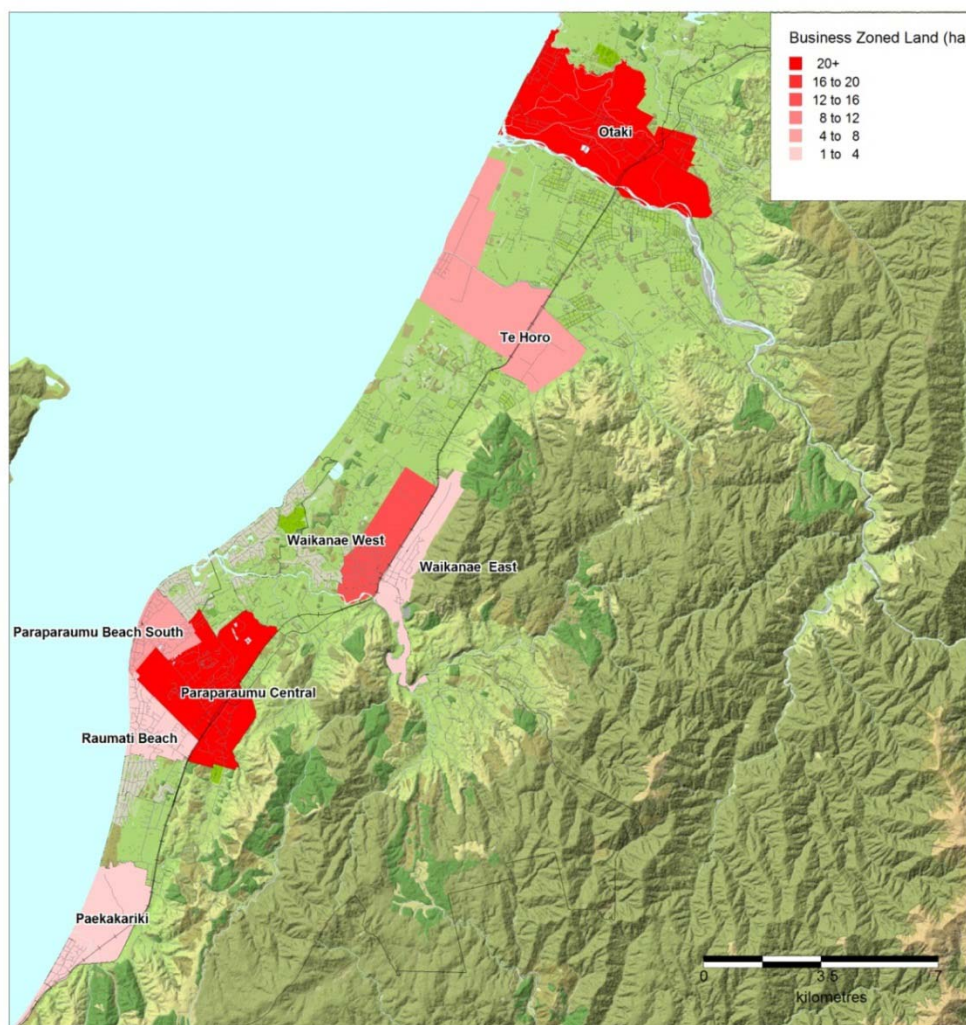 Business Zoned Land (ha
20+
16 to 20
12 to 16
8 to 12
4 to 8
1 to 4
Otaki
Te Horo
Waikanae West
Waikanae East
Paraparaumu Beach South
Paraparaumu Central
Raumati Beach
Paekakariki
0 3.5 7
kilometres